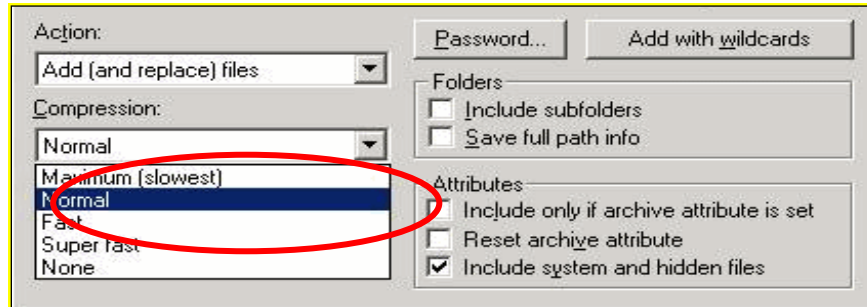 Action:
Add (and replace) files
Compression:
Normal
Maximum (slowest)
Normal
Fast
Super fast
None
Password...
Add with wildcards
Folders
Include subfolders
Save full path info
Attributes
Include only if archive attribute is set
Reset archive attribute
Include system and hidden files